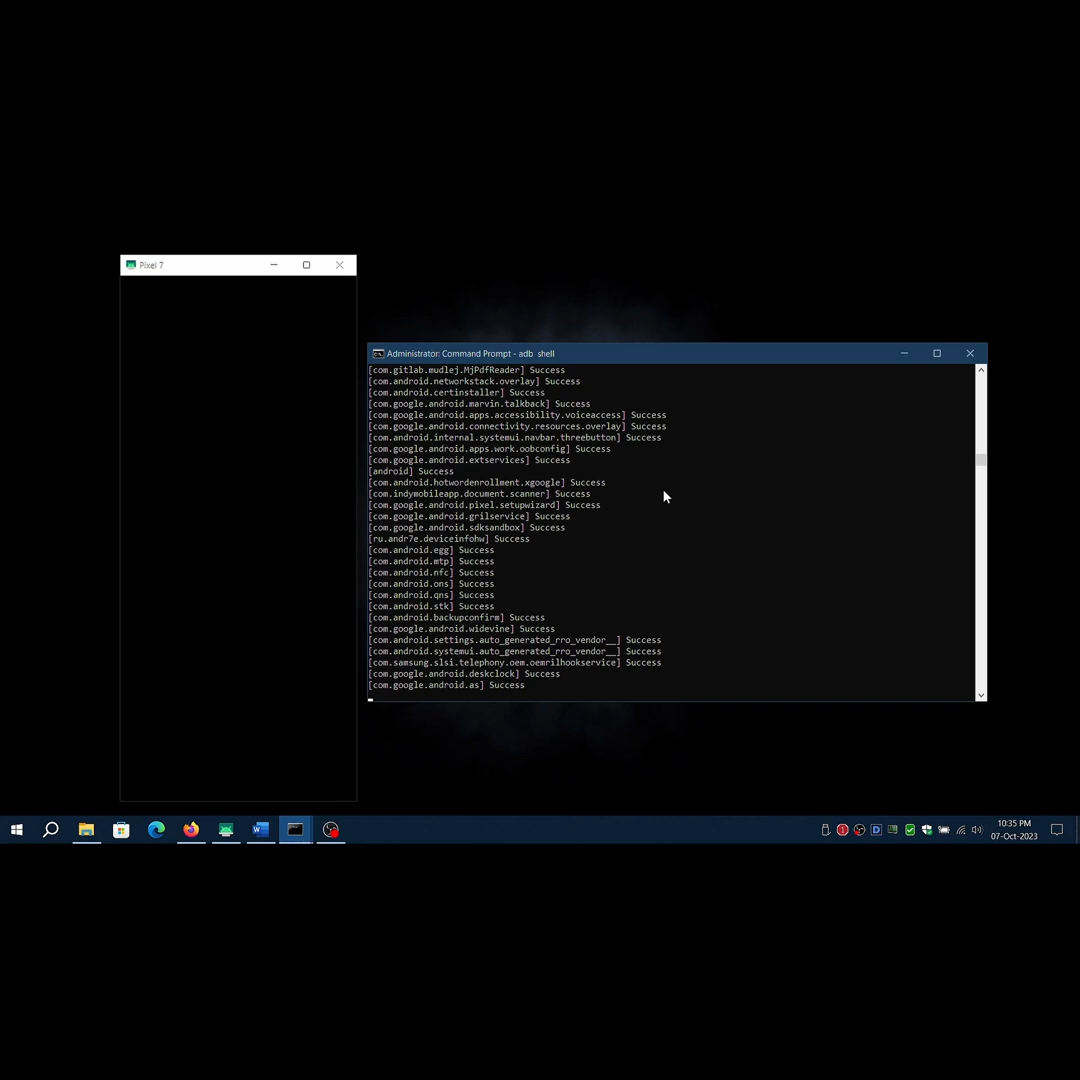 Pixel 7
Administrator: Command Prompt - adb shell
[com.gitlab.mudlej.MjPdfReader] Success
[com.android.networkstack.overlay] Success
[com.android.certinstaller] Success
[com.google.android.marvin.talkback] Success
[com.google.android.apps.accessibility.voiceaccess] Success
[com.google.android.connectivity.resources.overlay] Success
[com.android.internal.systemui.navbar.threebutton] Success
[com.google.android.apps.work.oobconfig] Success
[com.google.android.extservices] Success
[android] Success
[com.android.hotwordenrollment.xgoogle] Success
[com.indymobileapp.document.scanner] Success
[com.google.android.pixel.setupwizard] Success
[com.google.android.grilservice] Success
[com.google.android.sdksandbox] Success
[ru.andr7e.deviceinfohw] Success
[com.android.egg] Success
[com.android.mtp] Success
[com.android.nfc] Success
[com.android.ons] Success
[com.android.qns] Success
[com.android.stk] Success
[com.android.backupconfirm] Success
[com.google.android.widevine] Success
[com.android.settings.auto_generated_rro_vendor__] Success
[com.android.systemui.auto_generated_rro_vendor__] Success
[com.samsung.slsi.telephony.oem.oemrilhookservice] Success
[com.google.android.deskclock] Success
[com.google.android.as] Success
10:35 PM
07-Oct-2023